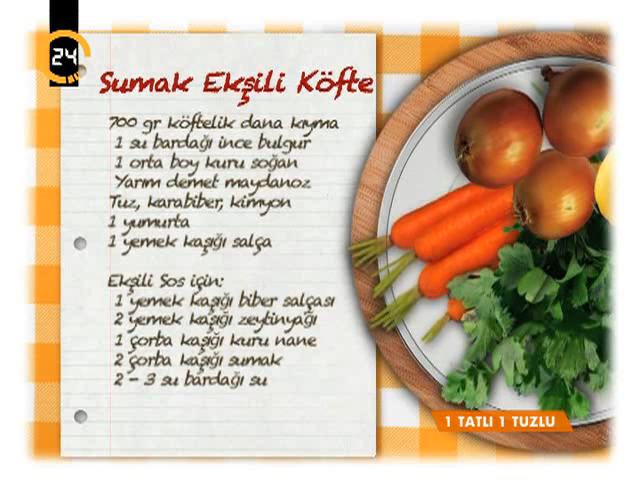 24
Sumak Ekşili Köfte
700 gr köftelik dana kıyma
1 su bardağı ince bulgur
1 orta boy kuru soğan
Yarım demet maydanoz
Tuz, karabiber, kimyon
1 yumurta
1 yemek kaşığı salça
Ekşili Sos için:
1 yemek kaşığı biber salçası
2 yemek kaşığı zeytinyağı
1 çorba kaşığı kuru nane
2 çorba kaşığı sumak
2 - 3 su bardağı su
1 TATLI 1 TUZLU